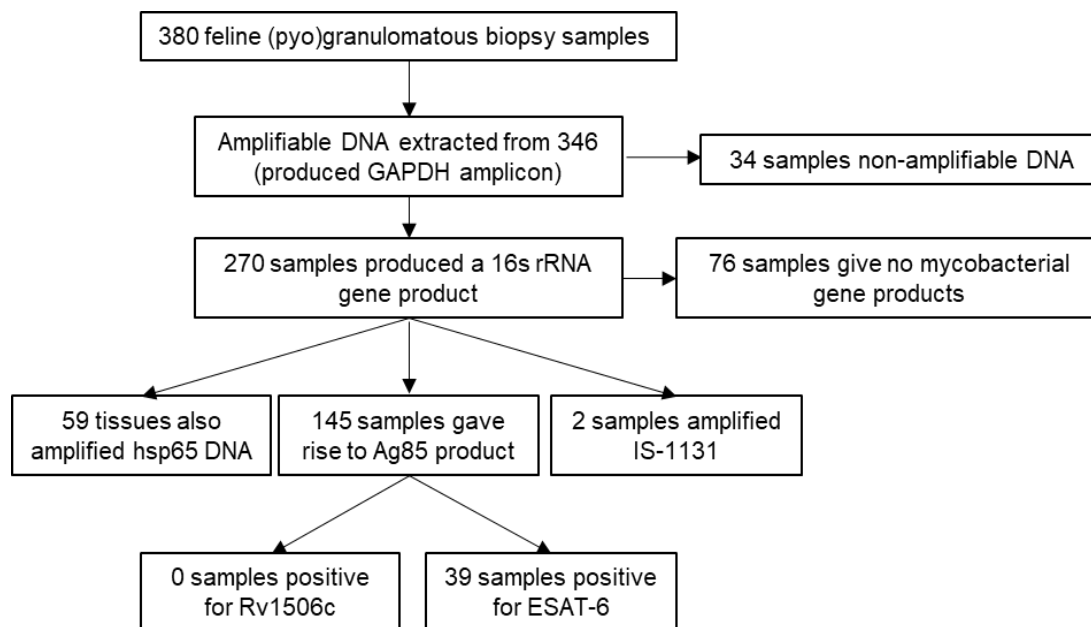 380 feline (pyo)granulomatous biopsy samples
Amplifiable DNA extracted from 346
(produced GAPDH amplicon)
34 samples non-amplifiable DNA
270 samples produced a 16s rRNA
gene product
76 samples give no mycobacterial
gene products
59 tissues also
amplified hsp65 DNA
145 samples gave
rise to Ag85 product
2 samples amplified
IS-1131
0 samples positive
for Rv1506c
39 samples positive
for ESAT-6